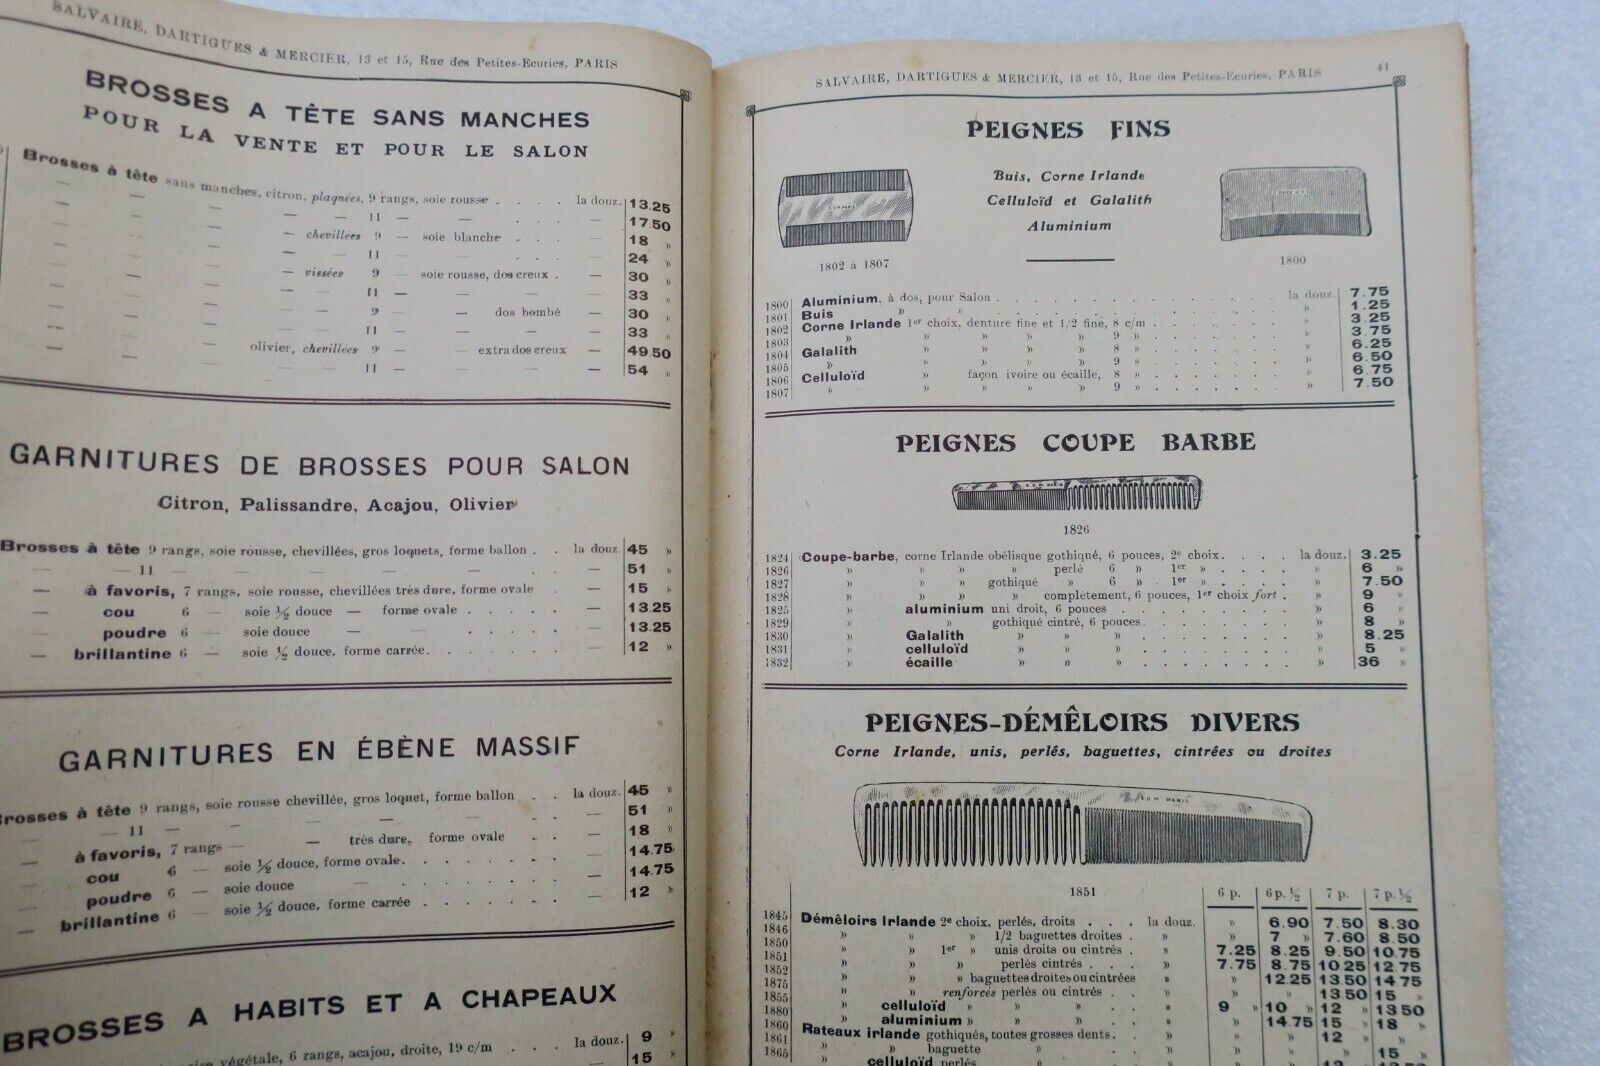 SALVAIRE, DARTIGUES & MERCIER, 13 et 15, Rue des Petites-Ecuries, PARIS
BROSSES A TÊTE SANS MANCHES
POUR LA VENTE ET POUR LE SALON
Brosses à tête sans manches, citron, plaquées, 9 rangs, soie rousse . . . . la douz. 13.25
— — — — — 11 — — . . . — 17.50
— — — — chevillées 9 — soie blanche . . . — 18 »
— — — — — 11 — — . . . — 24 »
— — — — vissées 9 — soie rousse, dos creux . — 30 »
— — — — — 11 — — — — 33 »
— — — — — 9 — — dos bombé — 30 »
— — — — — 11 — — — — 33 »
— — — olivier, chevillées 9 — — extra dos creux — 49.50
— — — — — 11 — — — — 54 »
GARNITURES DE BROSSES POUR SALON
Citron, Palissandre, Acajou, Olivier
Brosses à tête 9 rangs, soie rousse, chevillées, gros loquets, forme ballon . . la douz. 45 »
— — 11 — — — — — . . — 51 »
— à favoris, 7 rangs, soie rousse, chevillées très dure, forme ovale . — 15 »
— cou 6 — soie ½ douce — forme ovale . . . . . — 13.25
— poudre 6 — soie douce — — . . . . . — 13.25
— brillantine 6 — soie ½ douce, forme carrée. . . . . . . — 12 »
GARNITURES EN ÉBÈNE MASSIF
Brosses à tête 9 rangs, soie rousse chevillée, gros loquet, forme ballon . . la douz. 45 »
— — 11 — — — — . . — 51 »
— à favoris, 7 rangs — — très dure, forme ovale . . — 18 »
— cou 6 — soie ½ douce, forme ovale. . . . . . . — 14.75
— poudre 6 — soie douce — . . . . . . — 14.75
— brillantine 6 — soie ½ douce, forme carrée . . . . . . — 12 »
BROSSES A HABITS ET A CHAPEAUX
végétale, 6 rangs, acajou, droite, 19 c/m . . . la douz. 9 »
15 »
SALVAIRE, DARTIGUES & MERCIER, 13 et 15, Rue des Petites-Ecuries, PARIS 41
PEIGNES FINS
Buis, Corne Irlande
Celluloïd et Galalith
Aluminium
1802 à 1807
1800
1800 Aluminium, à dos, pour Salon . . . . . . . . . . la douz. 7.75
1801 Buis » » . . . . . . . . . . » 1.25
1802 Corne Irlande 1er choix, denture fine et 1/2 fine, 8 c/m . . . . . » 3.25
1803 » » » » » 9 » . . . . . » 3.75
1804 Galalith » » » » 8 » . . . . . » 6.25
1805 » » » » » 9 » . . . . . » 6.50
1806 Celluloïd » façon ivoire ou écaille, 8 » . . . . . » 6.75
1807 » » » » » 9 » . . . . . » 7.50
PEIGNES COUPE BARBE
1826
1824 Coupe-barbe, corne Irlande obélisque gothiqué, 6 pouces, 2e choix. . . . la douz. 3.25
1826 » » » » perlé 6 » 1er » . . . . » 6 »
1827 » » » gothiqué » 6 » 1er » . . . . » 7.50
1828 » » » » complètement, 6 pouces, 1er choix fort . » 9 »
1825 » aluminium uni droit, 6 pouces . . . . . . . . » 6 »
1829 » » gothiqué cintré, 6 pouces. . . . . . . » 8 »
1830 » Galalith » » » . . . . . . . » 8.25
1831 » celluloïd » » » . . . . . . . » 5 »
1832 » écaille » » » . . . . . . . » 36 »
PEIGNES-DÉMÊLOIRS DIVERS
Corne Irlande, unis, perlés, baguettes, cintrées ou droites
SDM PARIS
1851 6 p. 6 p. ½ 7 p. 7 p. ½
1845 Démêloirs Irlande 2e choix, perlés, droits . . . la douz. » 6.90 7.50 8.30
1846 » » » 1/2 baguettes droites . » » 7 » 7.60 8.50
1850 » » 1er » unis droits ou cintrés . » 7.25 8.25 9.50 10.75
1851 » » » perlés cintrés . . . » 7.75 8.75 10 25 12.75
1852 » » » baguettes droites ou cintrées » » 12 25 13.50 14 75
1875 » » renforcés perlés ou cintrés . . » » » 13.50 15 »
1855 » celluloïd » » » » 9 » 10 » 12 » 13 50
1880 » aluminium » » » » » 14.75 15 » 18 »
1860 Rateaux irlande gothiqués, toutes grosses dents. . » » » 12 » »
1861 » » baguette » . . » » » » 15 »
1865 » celluloïd perlés